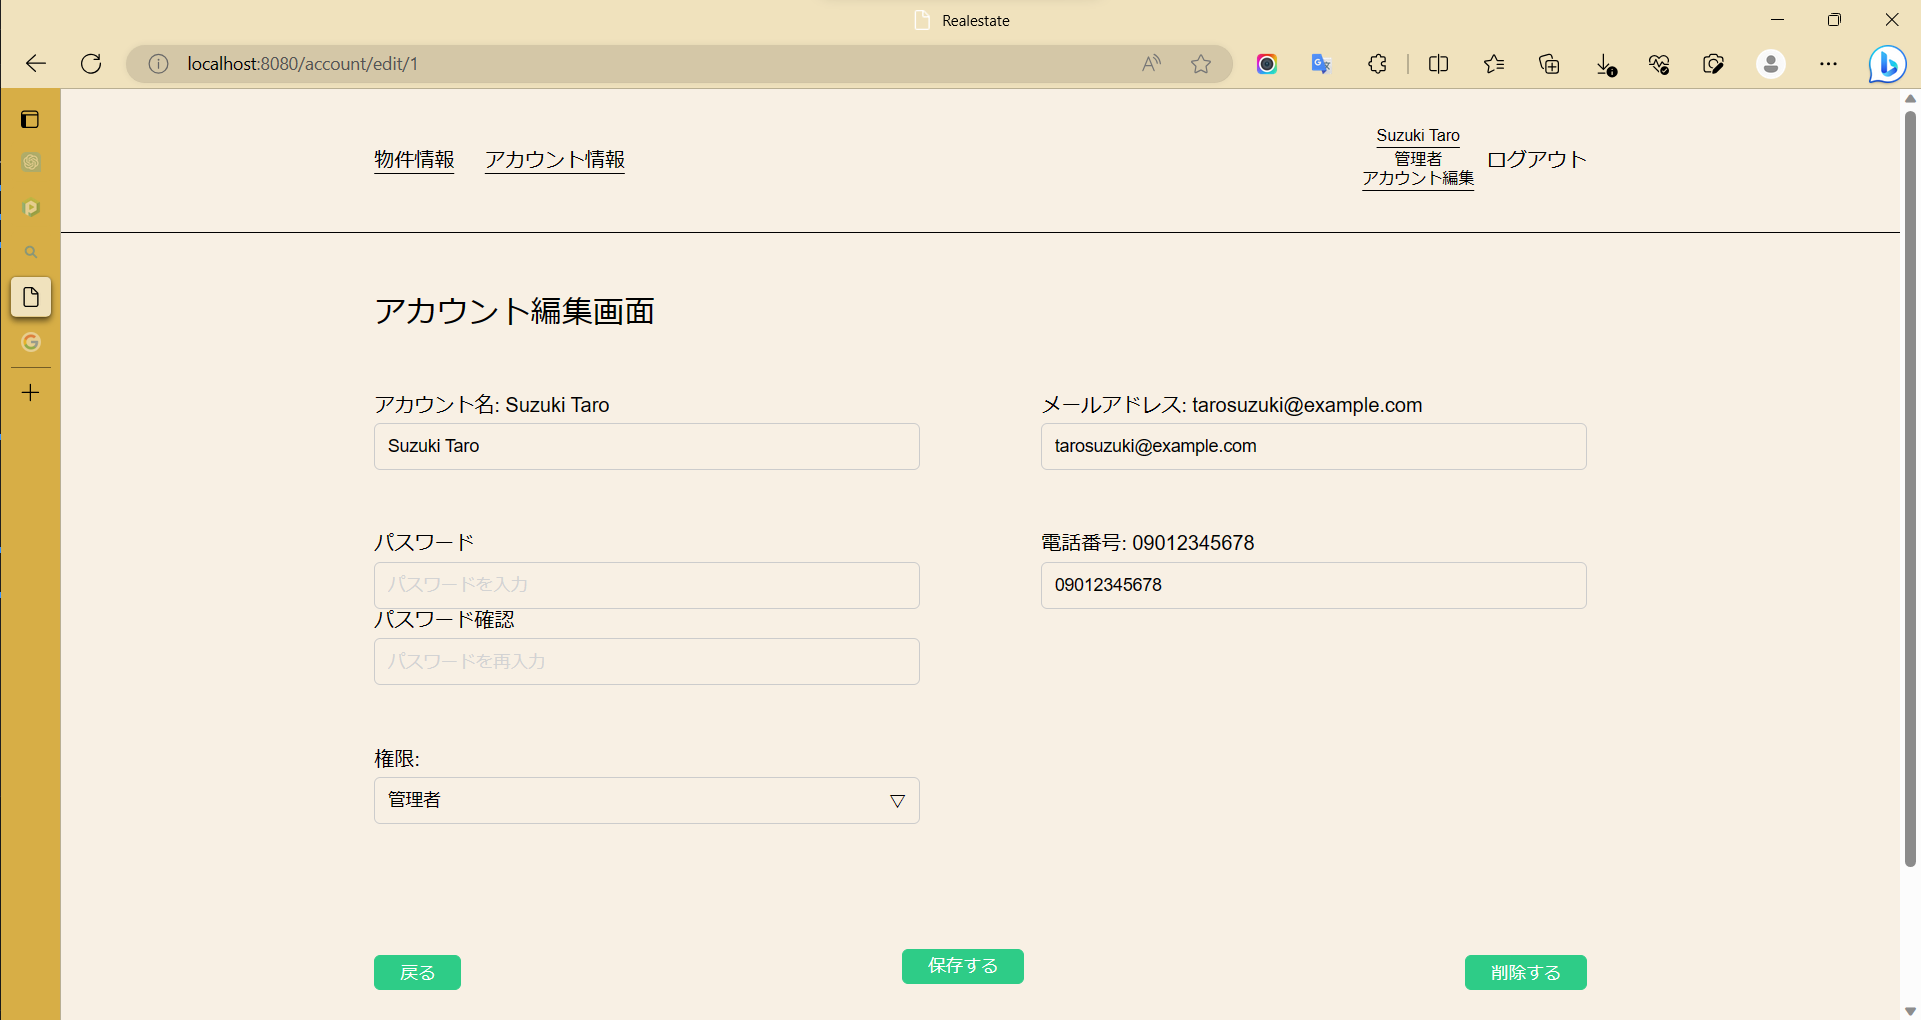 Realestate
localhost:8080/account/edit/1
物件情報 アカウント情報
Suzuki Taro
管理者
アカウント編集
ログアウト
アカウント編集画面
アカウント名: Suzuki Taro
Suzuki Taro
メールアドレス: tarosuzuki@example.com
tarosuzuki@example.com
パスワード
パスワードを入力
電話番号: 09012345678
09012345678
パスワード確認
パスワードを再入力
権限:
管理者
戻る 保存する 削除する